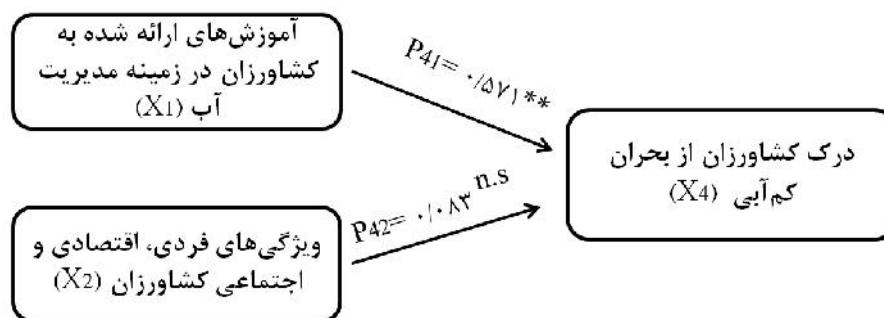 آموزش‌های ارائه شده به
کشاورزان در زمینه مدیریت
آب (X1)
P41= ۰/۵۷۱**
درک کشاورزان از بحران
کم‌آبی (X4)
P42= ۰/۰۸۳ n.s
ویژگی‌های فردی، اقتصادی و
اجتماعی کشاورزان (X2)